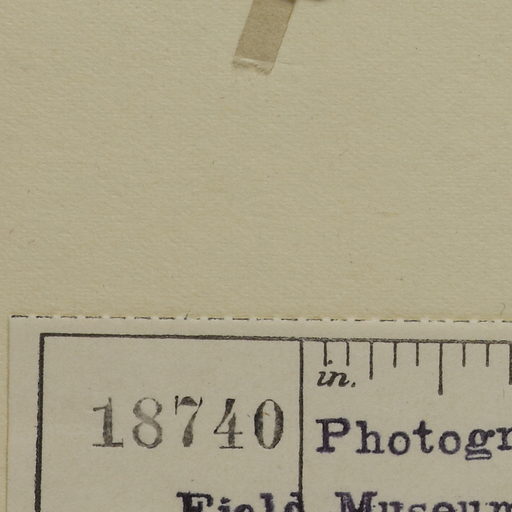 in.
18740 Photogr
Field Museum